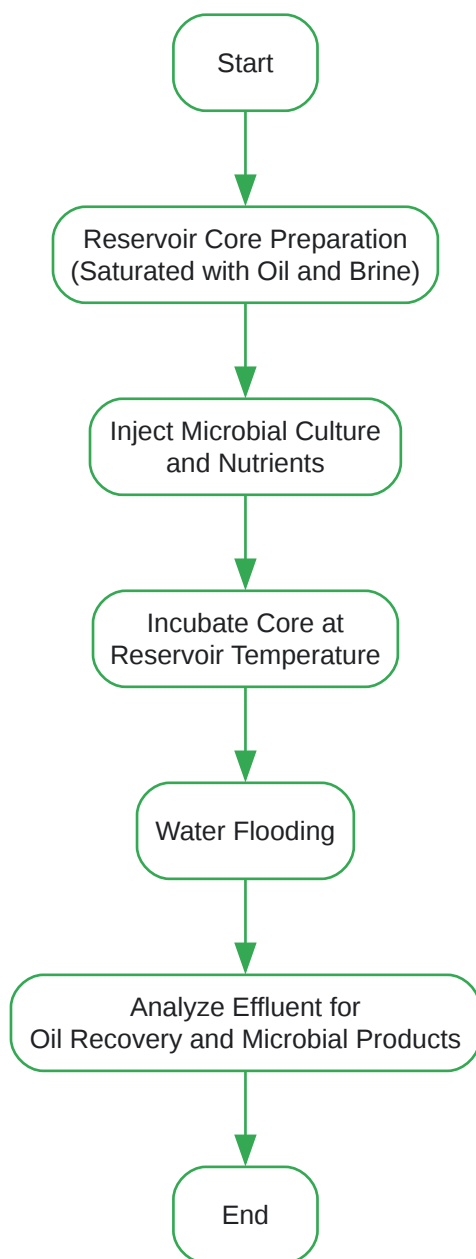 Start
Reservoir Core Preparation
(Saturated with Oil and Brine)
Inject Microbial Culture
and Nutrients
Incubate Core at
Reservoir Temperature
Water Flooding
Analyze Effluent for
Oil Recovery and Microbial Products
End